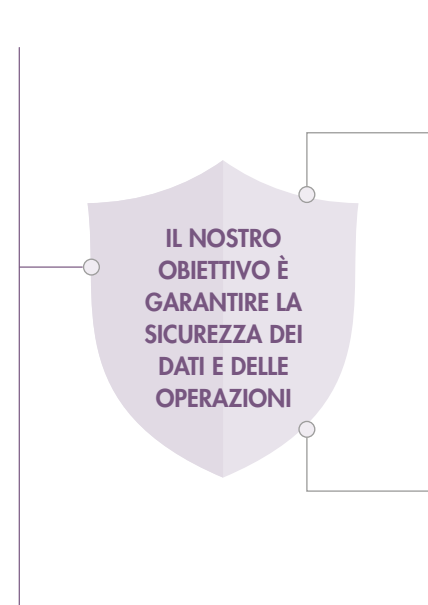 IL NOSTRO
OBIETTIVO È
GARANTIRE LA
SICUREZZA DEI
DATI E DELLE
OPERAZIONI